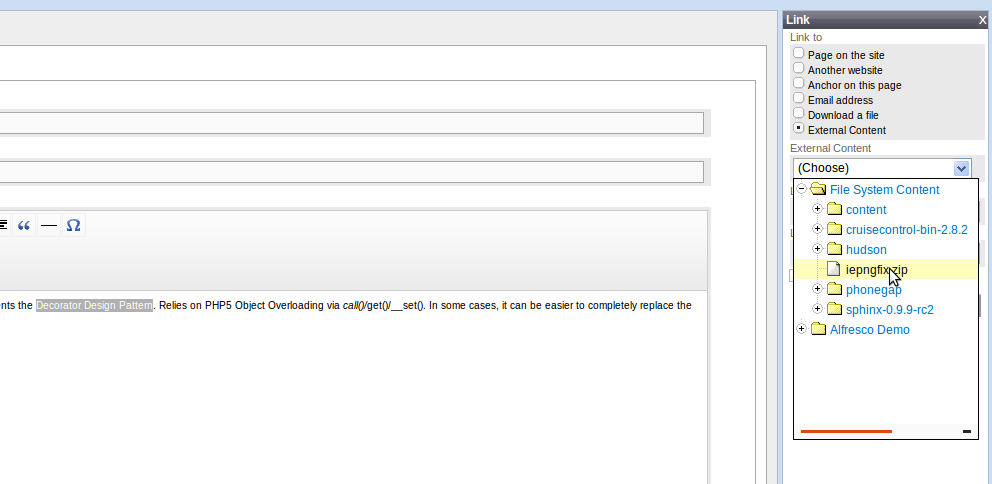 Link X
Link to
Page on the site
Another website
Anchor on this page
Email address
Download a file
External Content
External Content
(Choose)
File System Content
content
cruisecontrol-bin-2.8.2
hudson
iepngfix.zip
phonegap
sphinx-0.9.9-rc2
Alfresco Demo
“ — Ω
nts the Decorator Design Pattern. Relies on PHP5 Object Overloading via call()/get()/__set(). In some cases, it can be easier to completely replace the